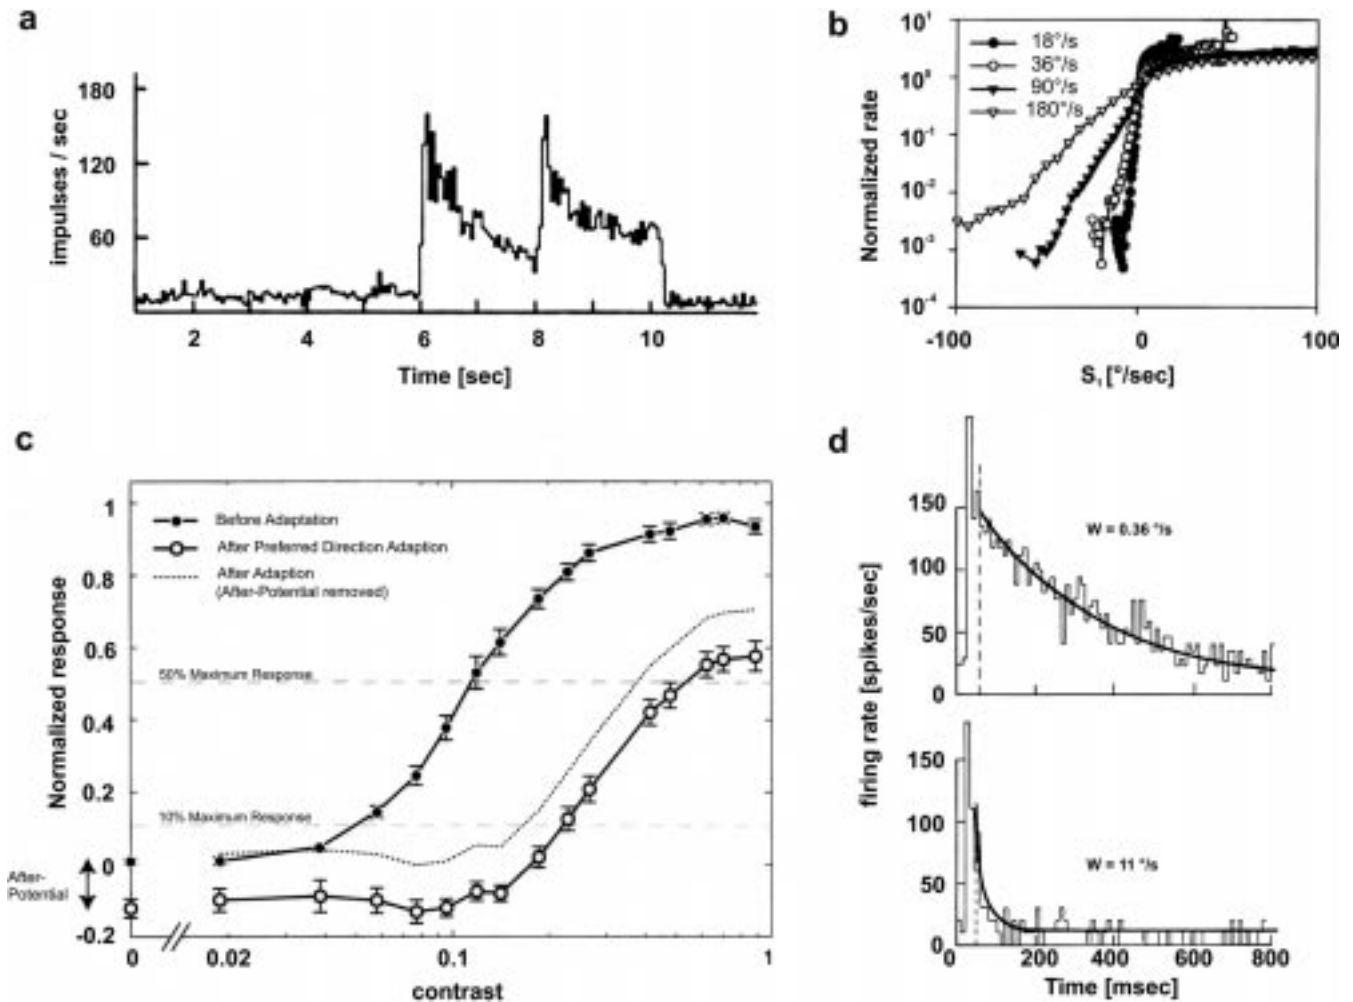 a
180
120
60
impulses / sec
2
4
6
8
10
Time [sec]
b
18°/s
36°/s
90°/s
180°/s
10¹
10⁰
10⁻¹
10⁻²
10⁻³
10⁻⁴
Normalized rate
-100
0
100
S₁ [°/sec]
c
1
0.8
0.6
0.4
0.2
0
-0.2
Normalized response
Before Adaptation
After Preferred Direction Adaption
After Adaption
(After-Potential removed)
50% Maximum Response
10% Maximum Response
After-
Potential
0
0.02
0.1
1
contrast
d
150
100
50
0
W = 0.36 °/s
firing rate [spikes/sec]
150
100
50
0
W = 11 °/s
0
200
400
600
800
Time [msec]